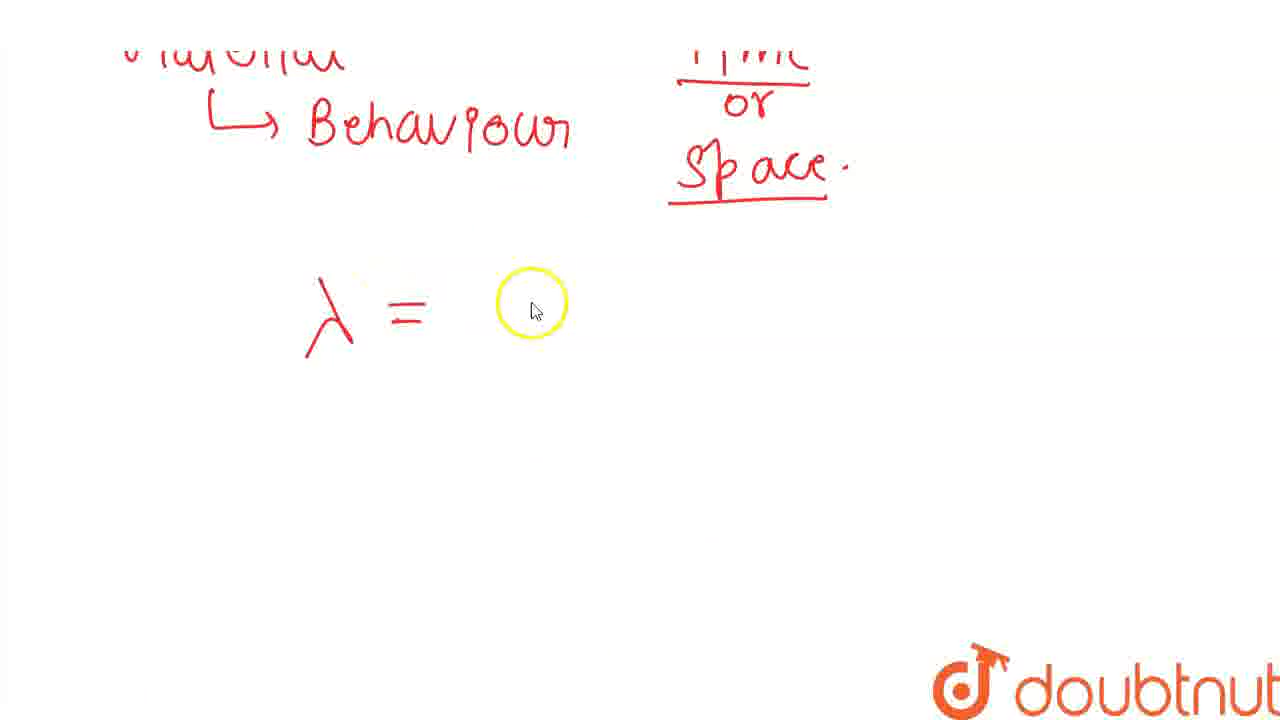 or
Behaviour
Space.
λ =
doubtnut